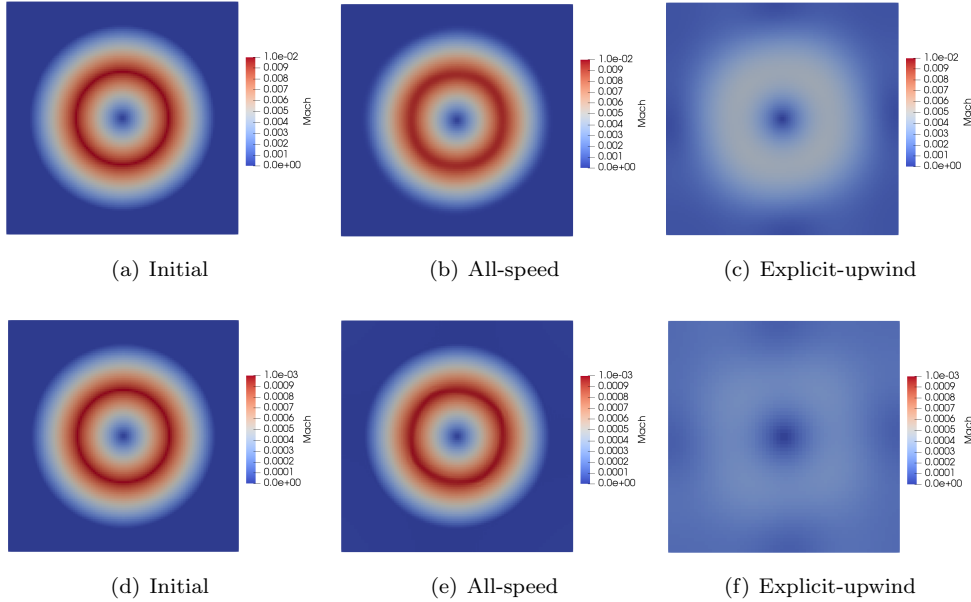 1.0e-02
0.009
0.008
0.007
0.006
0.005
0.004
0.003
0.002
0.001
0.0e+00
Mach
1.0e-02
0.009
0.008
0.007
0.006
0.005
0.004
0.003
0.002
0.001
0.0e+00
Mach
1.0e-02
0.009
0.008
0.007
0.006
0.005
0.004
0.003
0.002
0.001
0.0e+00
Mach
(a) Initial
(b) All-speed
(c) Explicit-upwind
1.0e-03
0.0009
0.0008
0.0007
0.0006
0.0005
0.0004
0.0003
0.0002
0.0001
0.0e+00
Mach
1.0e-03
0.0009
0.0008
0.0007
0.0006
0.0005
0.0004
0.0003
0.0002
0.0001
0.0e+00
Mach
1.0e-03
0.0009
0.0008
0.0007
0.0006
0.0005
0.0004
0.0003
0.0002
0.0001
0.0e+00
Mach
(d) Initial
(e) All-speed
(f) Explicit-upwind